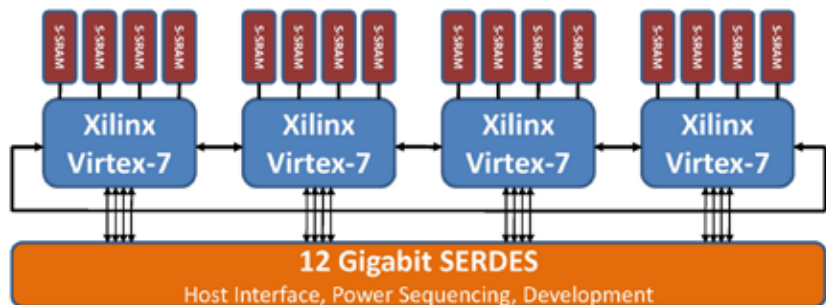 S-SRAM S-SRAM S-SRAM S-SRAM S-SRAM S-SRAM S-SRAM S-SRAM S-SRAM S-SRAM S-SRAM S-SRAM S-SRAM S-SRAM S-SRAM S-SRAM
Xilinx Xilinx Xilinx Xilinx
Virtex-7 Virtex-7 Virtex-7 Virtex-7
12 Gigabit SERDES
Host Interface, Power Sequencing, Development